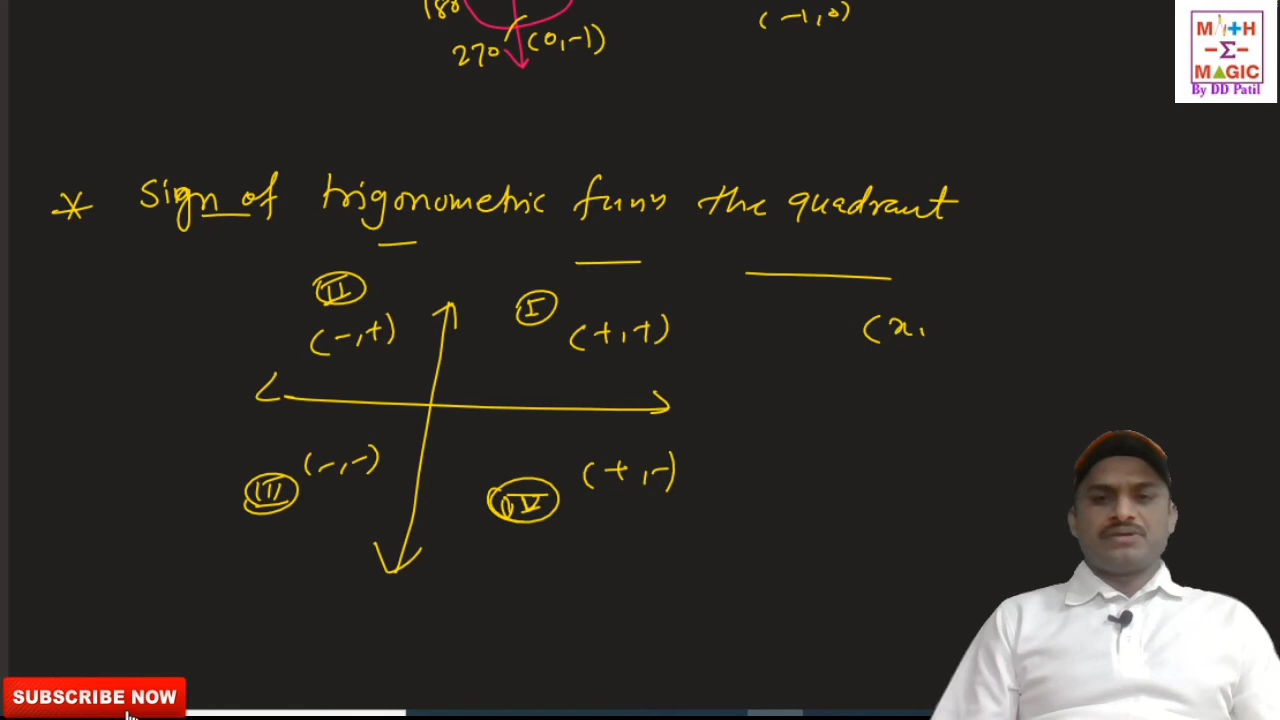 180
270 (0,-1)
(-1,0)
MATH
-Σ-
MAGIC
By DD Patil
* Sign of trigonometric funs the quadrant
II
I
(-,+)
(+,+)
(x,
(-,-)
(+,-)
III
IV
SUBSCRIBE NOW